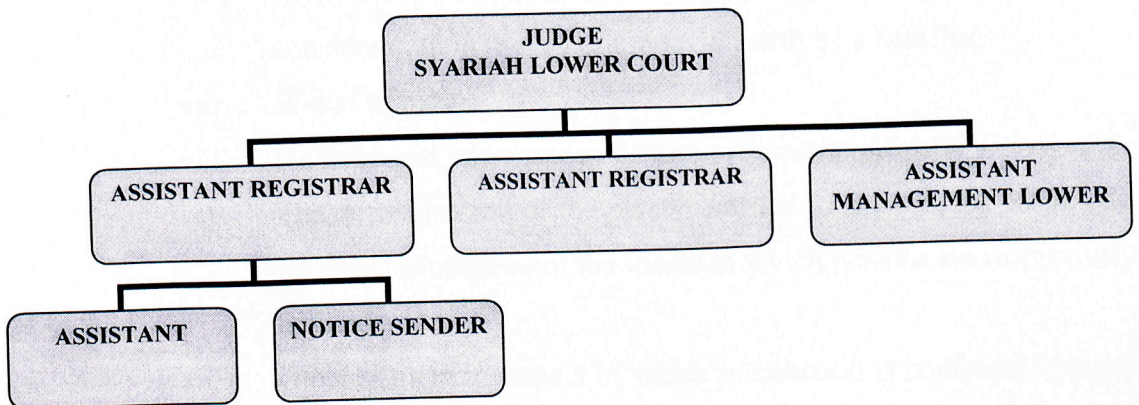 JUDGE
SYARIAH LOWER COURT
ASSISTANT REGISTRAR
ASSISTANT REGISTRAR
ASSISTANT
MANAGEMENT LOWER
ASSISTANT
NOTICE SENDER